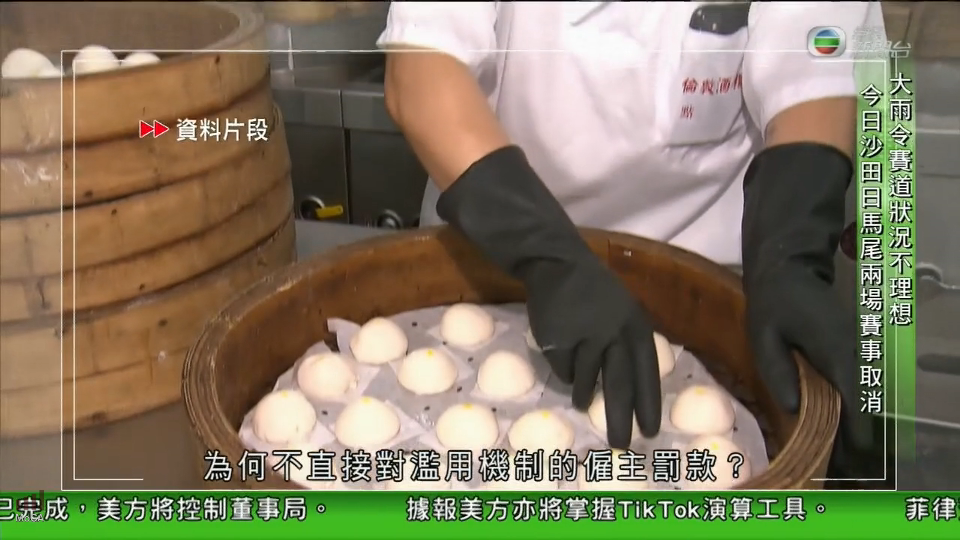 資料片段
大雨令賽道狀況不理想
今日沙田日馬尾兩場賽事取消
為何不直接對濫用機制的僱主罰款？
已完成，美方將控制董事局。 據報美方亦將掌握TikTok演算工具。 菲律